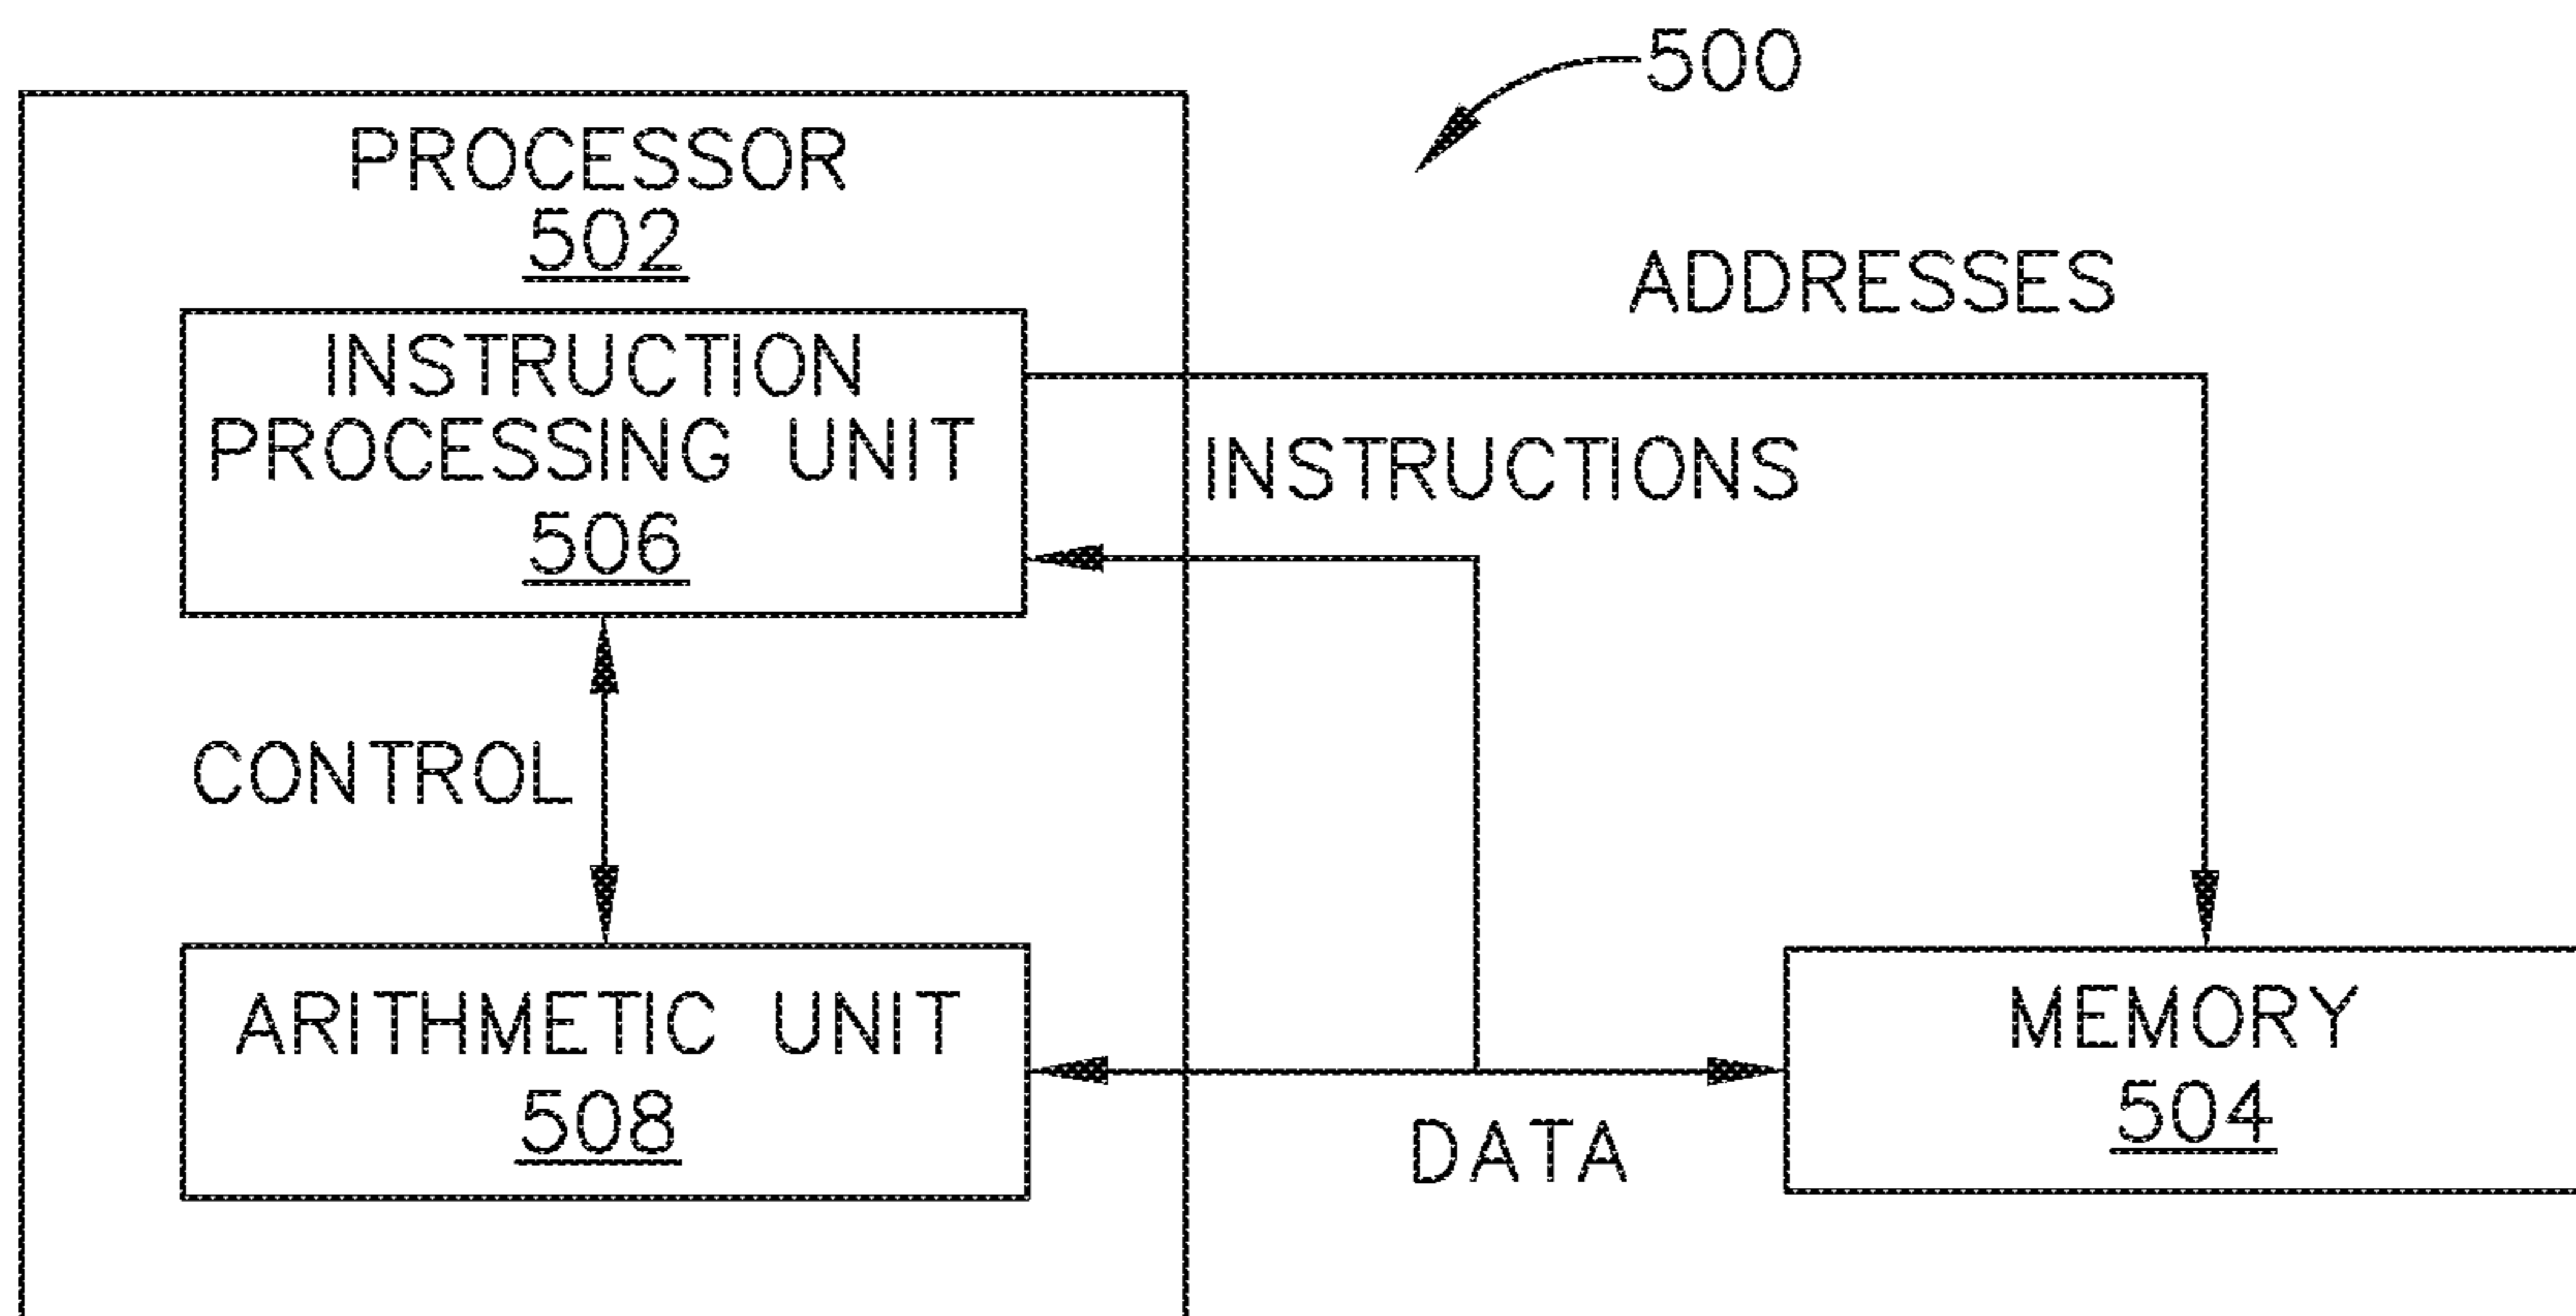 500
PROCESSOR
502
ADDRESSES
INSTRUCTION
PROCESSING UNIT
506
INSTRUCTIONS
CONTROL
ARITHMETIC UNIT
508
DATA
MEMORY
504